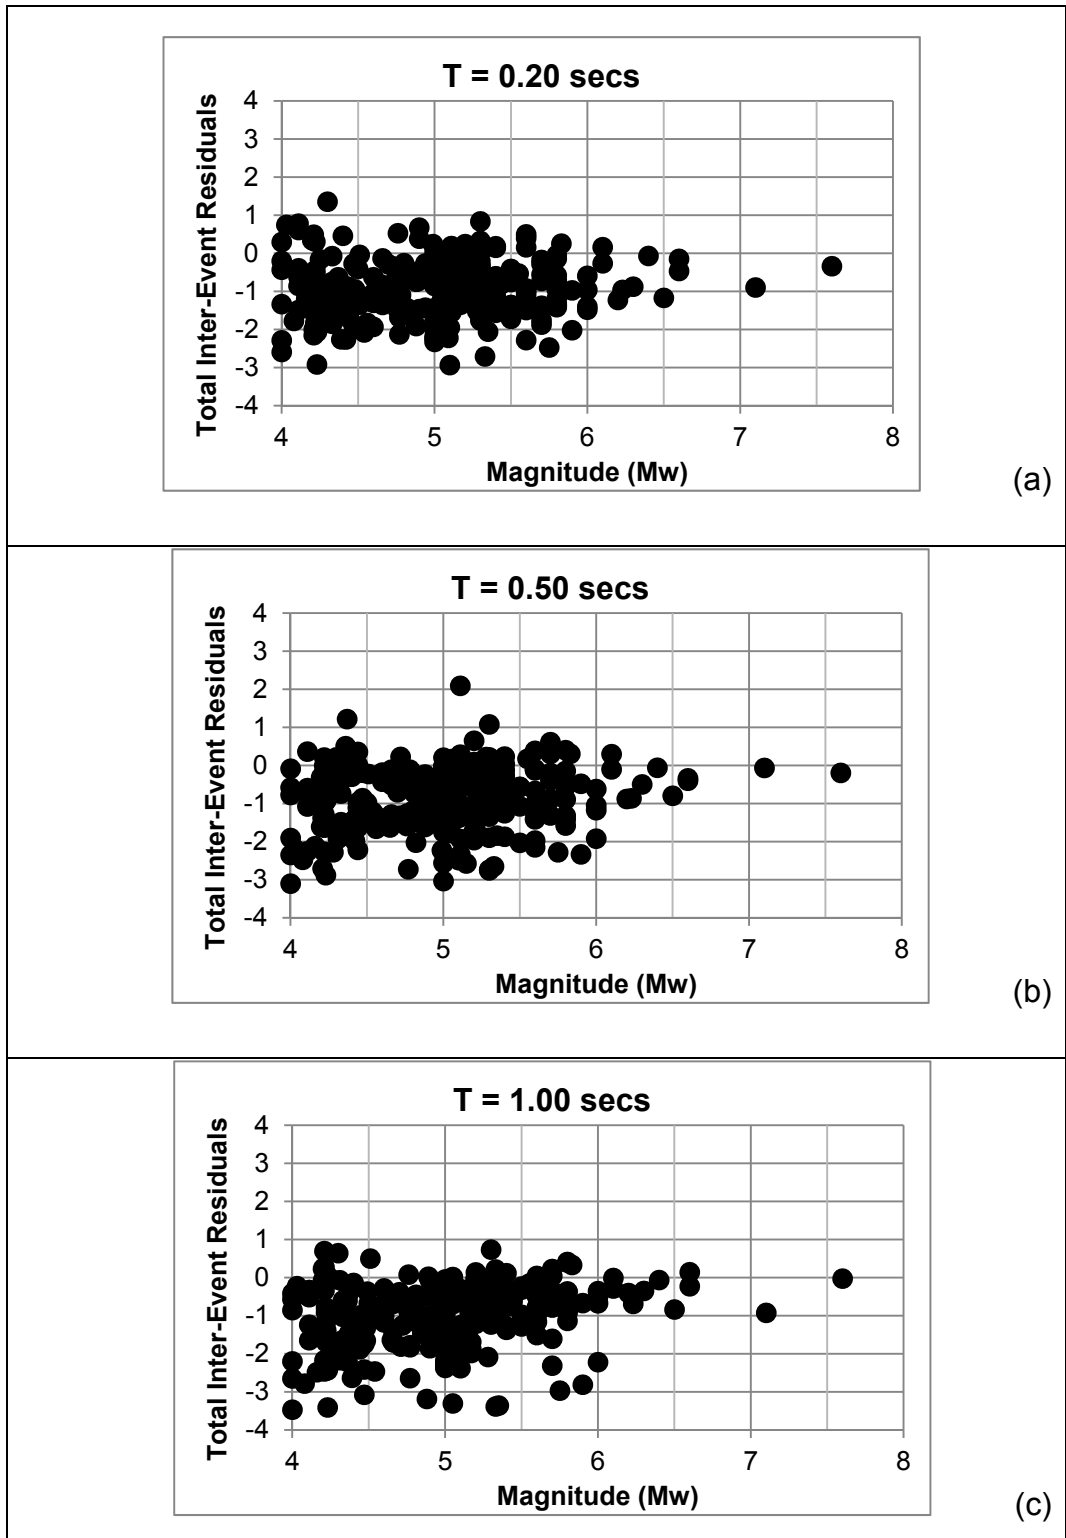 T = 0.20 secs
Total Inter-Event Residuals
4
3
2
1
0
-1
-2
-3
-4
4 5 6 7 8
Magnitude (Mw)
(a)
T = 0.50 secs
Total Inter-Event Residuals
4
3
2
1
0
-1
-2
-3
-4
4 5 6 7 8
Magnitude (Mw)
(b)
T = 1.00 secs
Total Inter-Event Residuals
4
3
2
1
0
-1
-2
-3
-4
4 5 6 7 8
Magnitude (Mw)
(c)